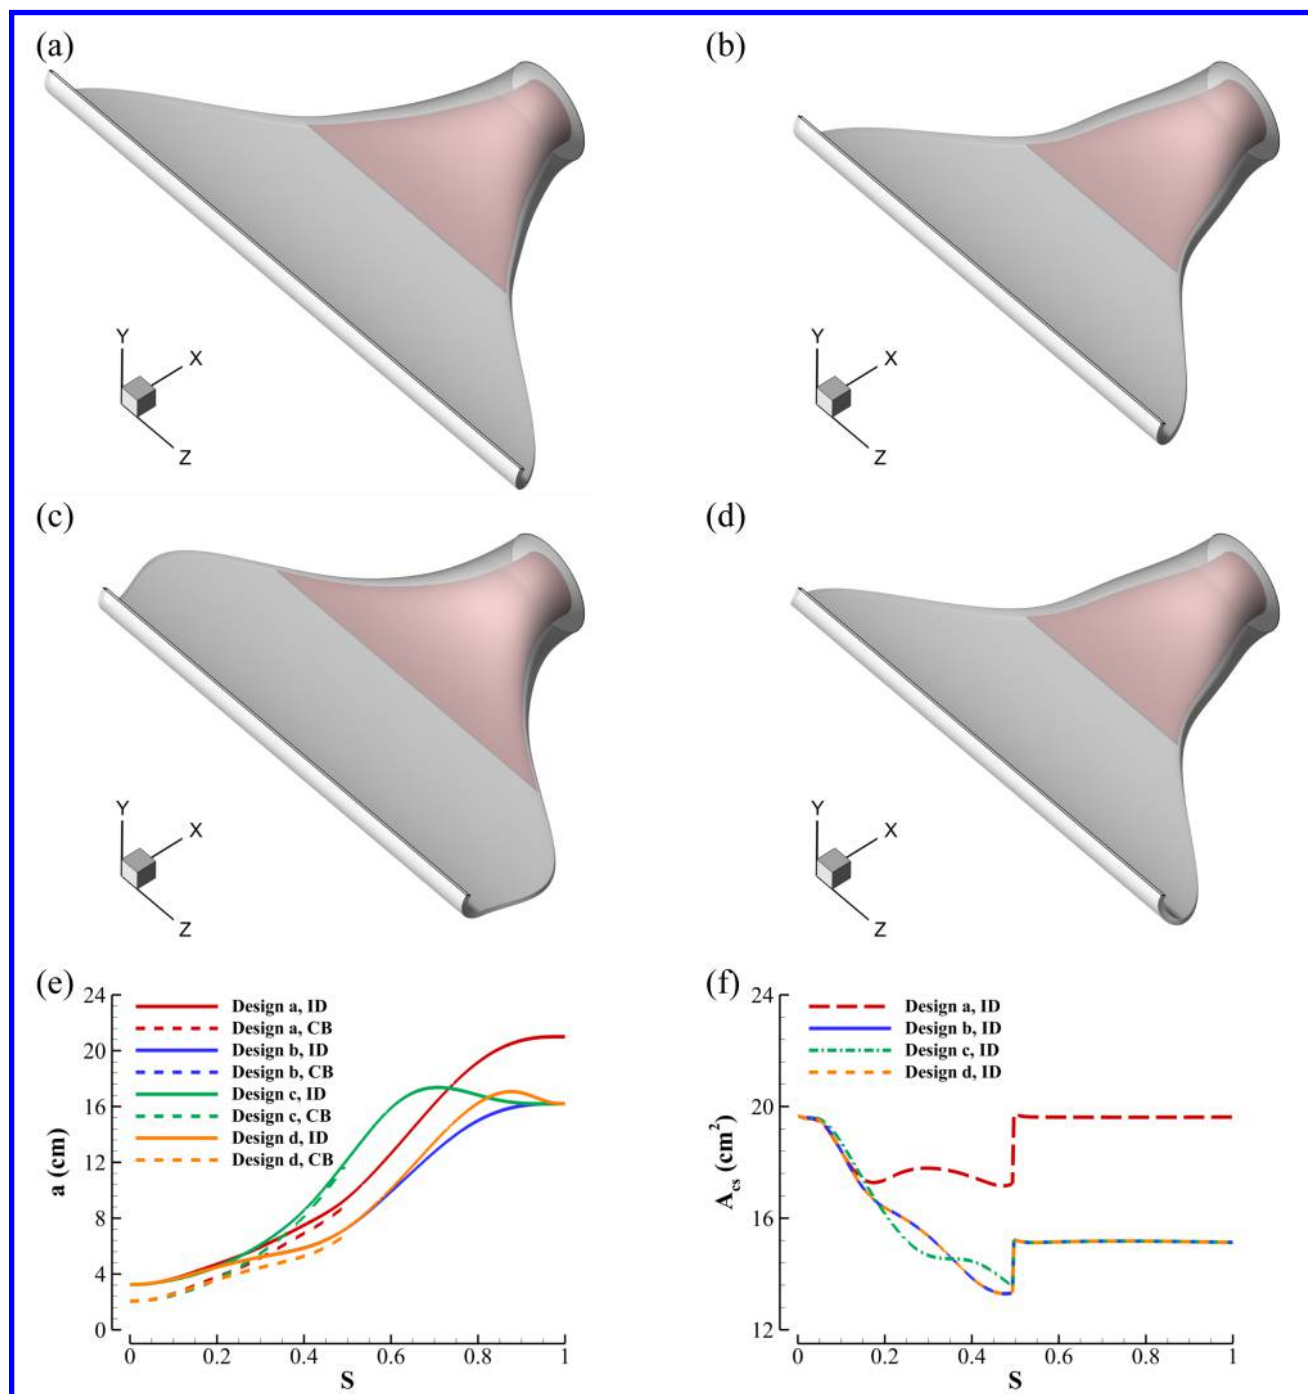 (a)
(b)
Y
X
Z
Y
X
Z
(c)
(d)
Y
X
Z
Y
X
Z
(e)
24
20
16
12
8
4
0
a (cm)
Design a, ID
Design a, CB
Design b, ID
Design b, CB
Design c, ID
Design c, CB
Design d, ID
Design d, CB
0
0.2
0.4
0.6
0.8
1
S
(f)
24
20
16
12
A_cs (cm²)
Design a, ID
Design b, ID
Design c, ID
Design d, ID
0
0.2
0.4
0.6
0.8
1
S